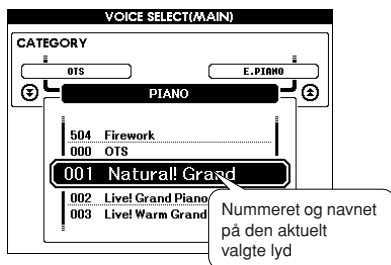 VOICE SELECT(MAIN)
CATEGORY
OTS
E.PIANO
PIANO
504 Firework
000 OTS
001 Natural! Grand
002 Live! Grand Piano
003 Live! Warm Grand
Nummeret og navnet
på den aktuelt
valgte lyd